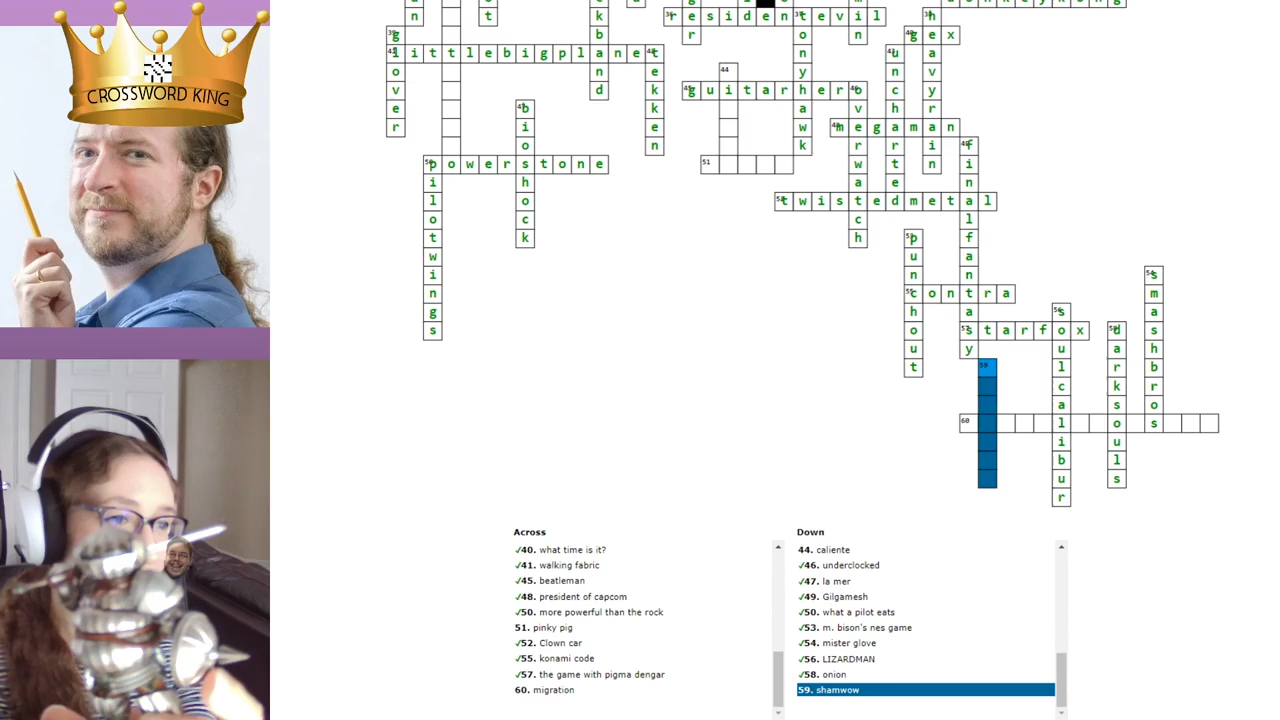 CROSSWORD KING
residentevil
gex
littlebigplanet
guitarhero
megaman
powerstone
twistedmetal
contra
starfox
Across
✓40. what time is it?
✓41. walking fabric
✓45. beatleman
✓48. president of capcom
✓50. more powerful than the rock
51. pinky pig
✓52. Clown car
✓55. konami code
✓57. the game with pigma dengar
60. migration
Down
44. caliente
✓46. underclocked
✓47. la mer
✓49. Gilgamesh
✓50. what a pilot eats
✓53. m. bison's nes game
✓54. mister glove
✓56. LIZARDMAN
✓58. onion
59. shamwow